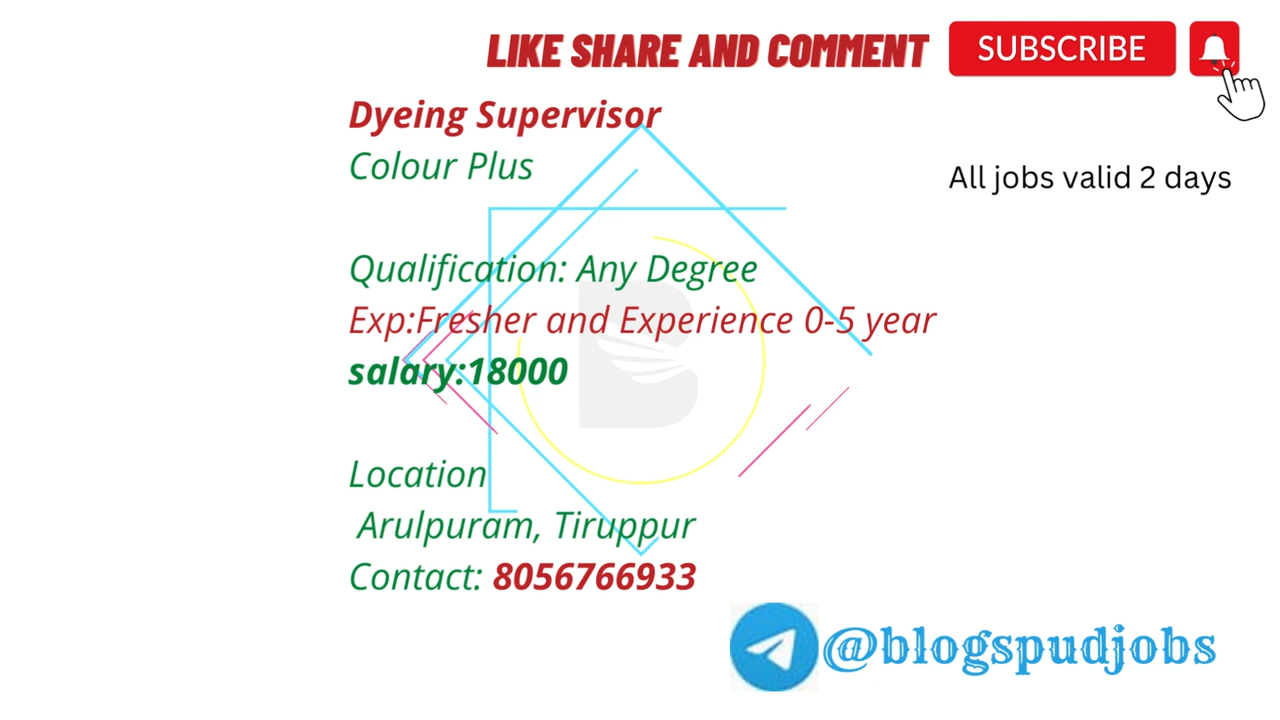 LIKE SHARE AND COMMENT
SUBSCRIBE
Dyeing Supervisor
Colour Plus
All jobs valid 2 days
Qualification: Any Degree
Exp:Fresher and Experience 0-5 year
salary:18000
Location
Arulpuram, Tiruppur
Contact: 8056766933
@blogspudjobs